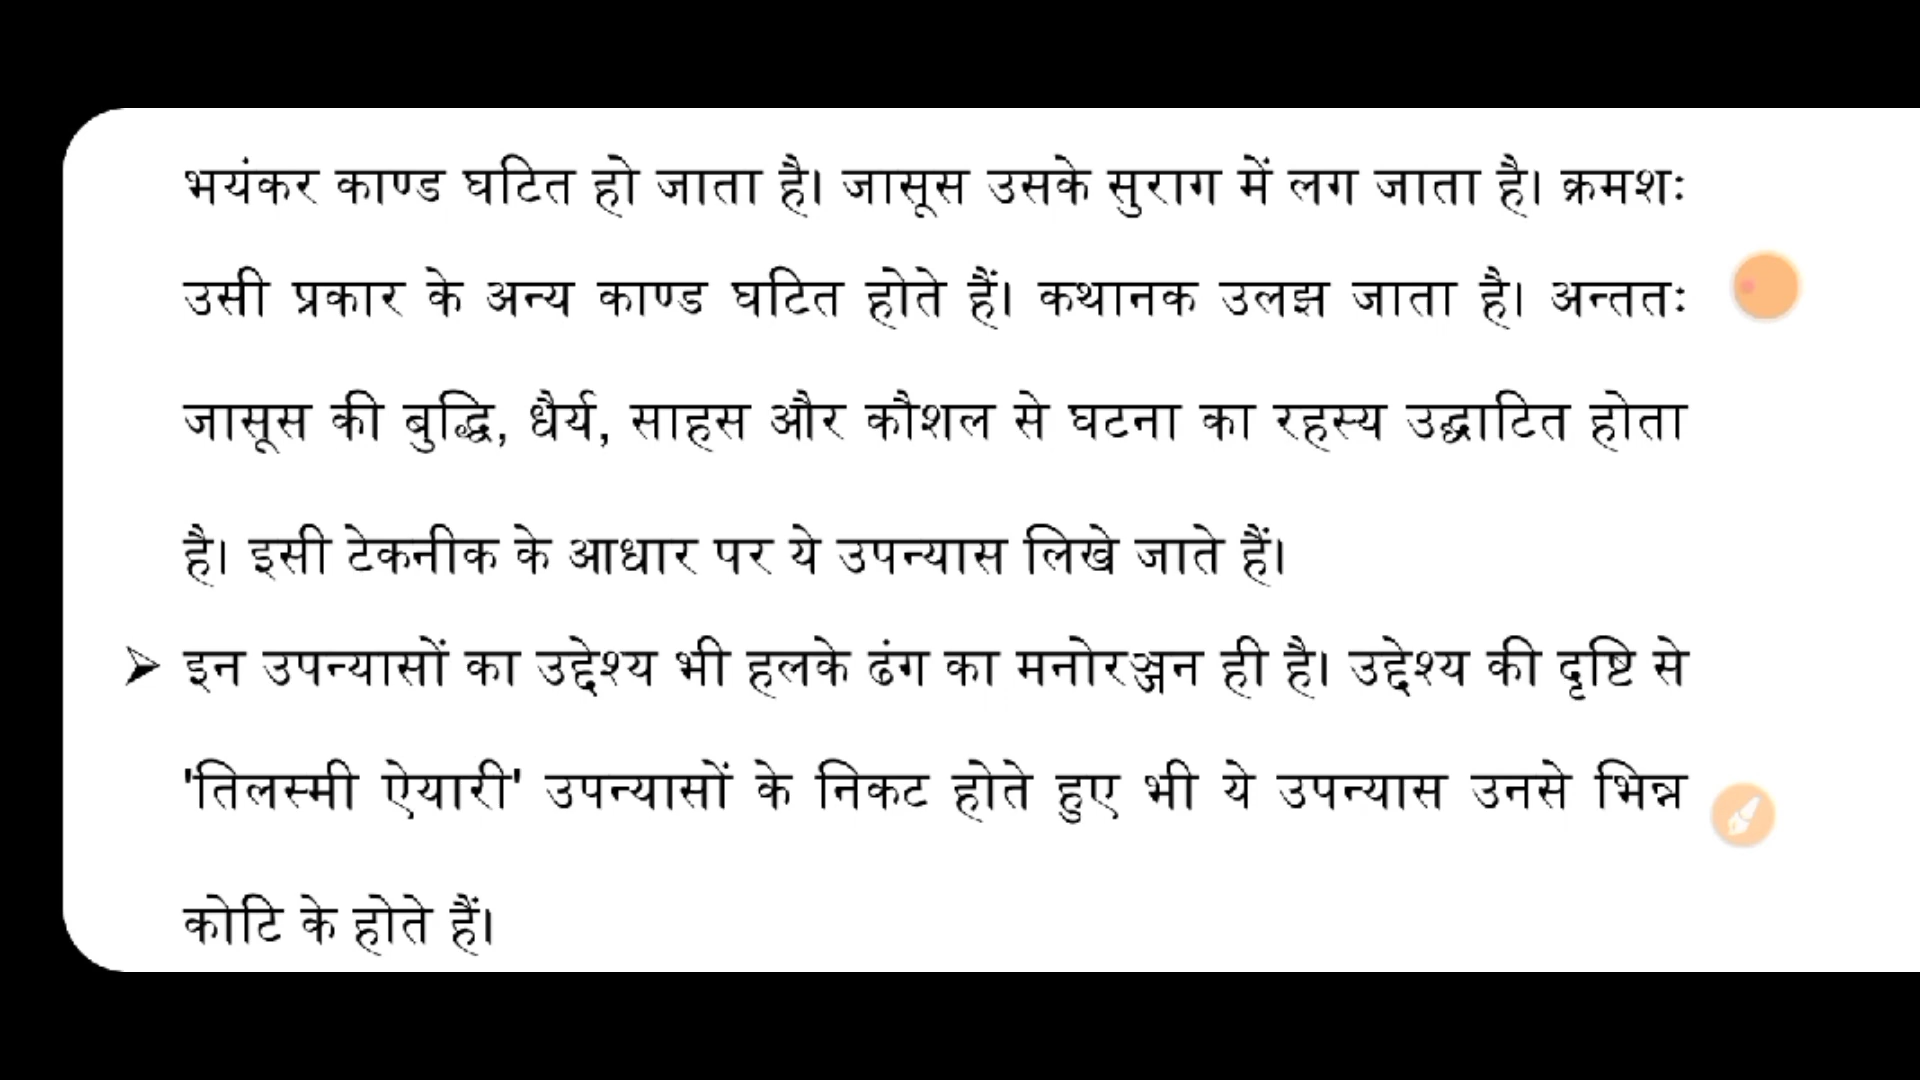 भयंकर काण्ड घटित हो जाता है। जासूस उसके सुराग में लग जाता है। क्रमशः
उसी प्रकार के अन्य काण्ड घटित होते हैं। कथानक उलझ जाता है। अन्ततः
जासूस की बुद्धि, धैर्य, साहस और कौशल से घटना का रहस्य उद्घाटित होता
है। इसी टेकनीक के आधार पर ये उपन्यास लिखे जाते हैं।
➢ इन उपन्यासों का उद्देश्य भी हलके ढंग का मनोरञ्जन ही है। उद्देश्य की दृष्टि से
'तिलस्मी ऐयारी' उपन्यासों के निकट होते हुए भी ये उपन्यास उनसे भिन्न
कोटि के होते हैं।